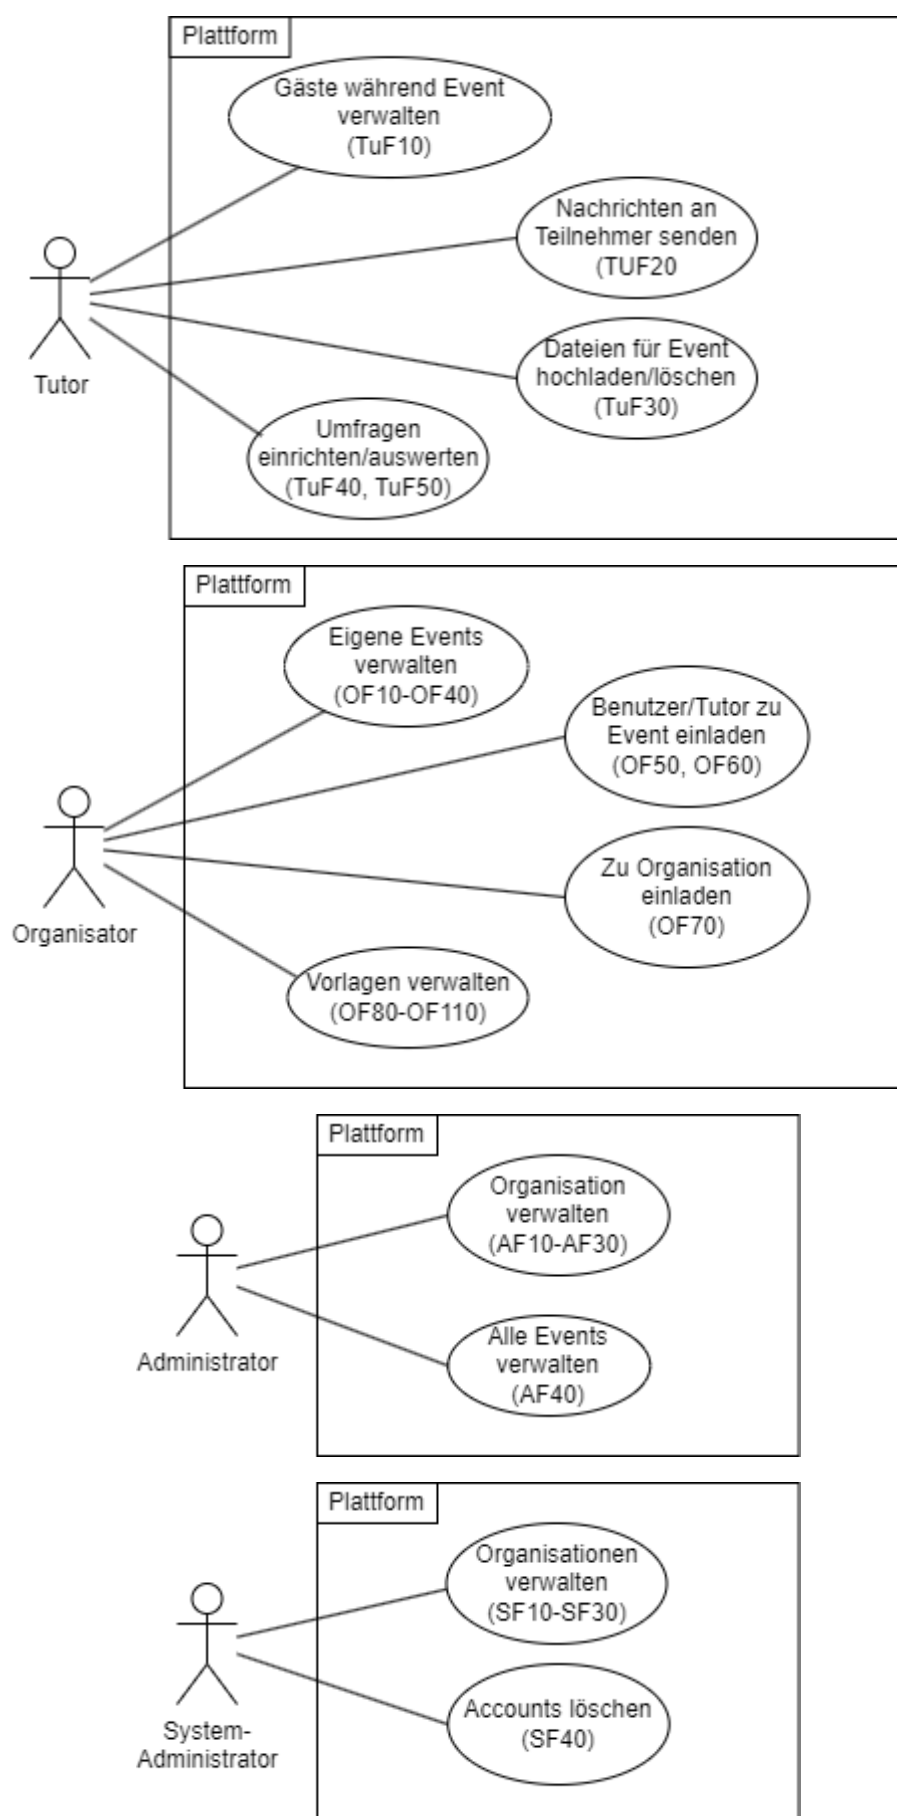 Plattform
Gäste während Event
verwalten
(TuF10)
Nachrichten an
Teilnehmer senden
(TUF20
Tutor
Dateien für Event
hochladen/löschen
(TuF30)
Umfragen
einrichten/auswerten
(TuF40, TuF50)
Plattform
Eigene Events
verwalten
(OF10-OF40)
Benutzer/Tutor zu
Event einladen
(OF50, OF60)
Organisator
Zu Organisation
einladen
(OF70)
Vorlagen verwalten
(OF80-OF110)
Plattform
Organisation
verwalten
(AF10-AF30)
Administrator
Alle Events
verwalten
(AF40)
Plattform
Organisationen
verwalten
(SF10-SF30)
System-
Administrator
Accounts löschen
(SF40)